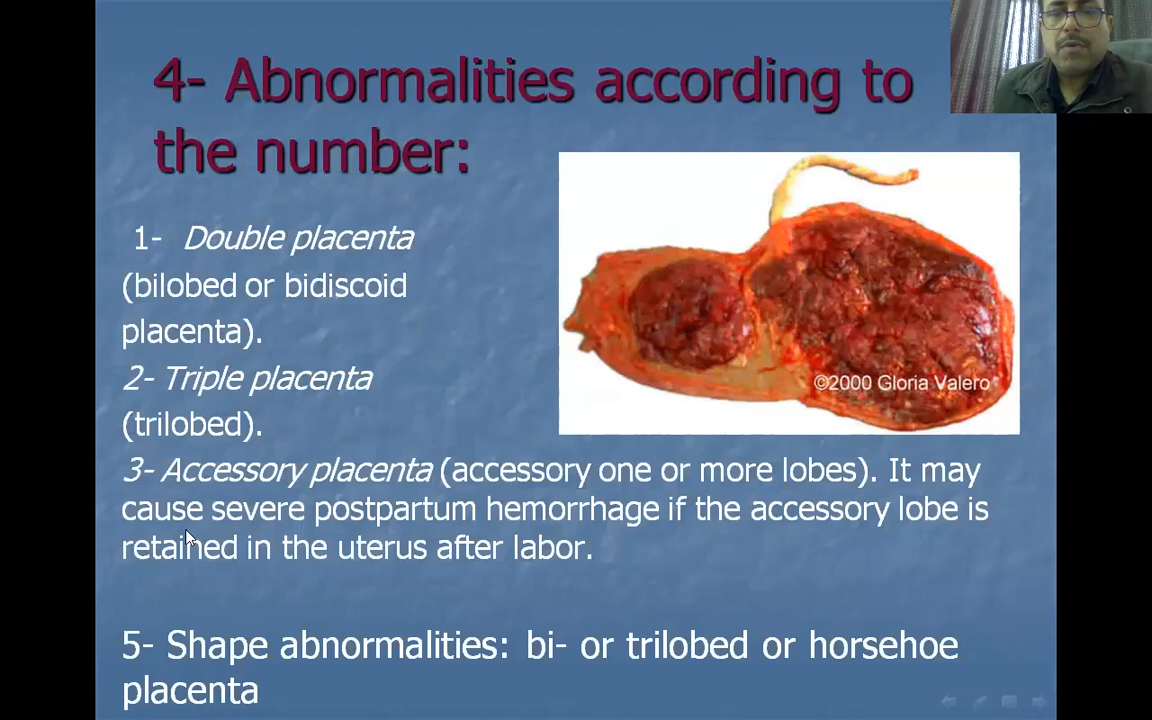 4- Abnormalities according to
the number:
1- Double placenta
(bilobed or bidiscoid
placenta).
2- Triple placenta
(trilobed).
3- Accessory placenta (accessory one or more lobes). It may
cause severe postpartum hemorrhage if the accessory lobe is
retained in the uterus after labor.
5- Shape abnormalities: bi- or trilobed or horsehoe
placenta
©2000 Gloria Valero